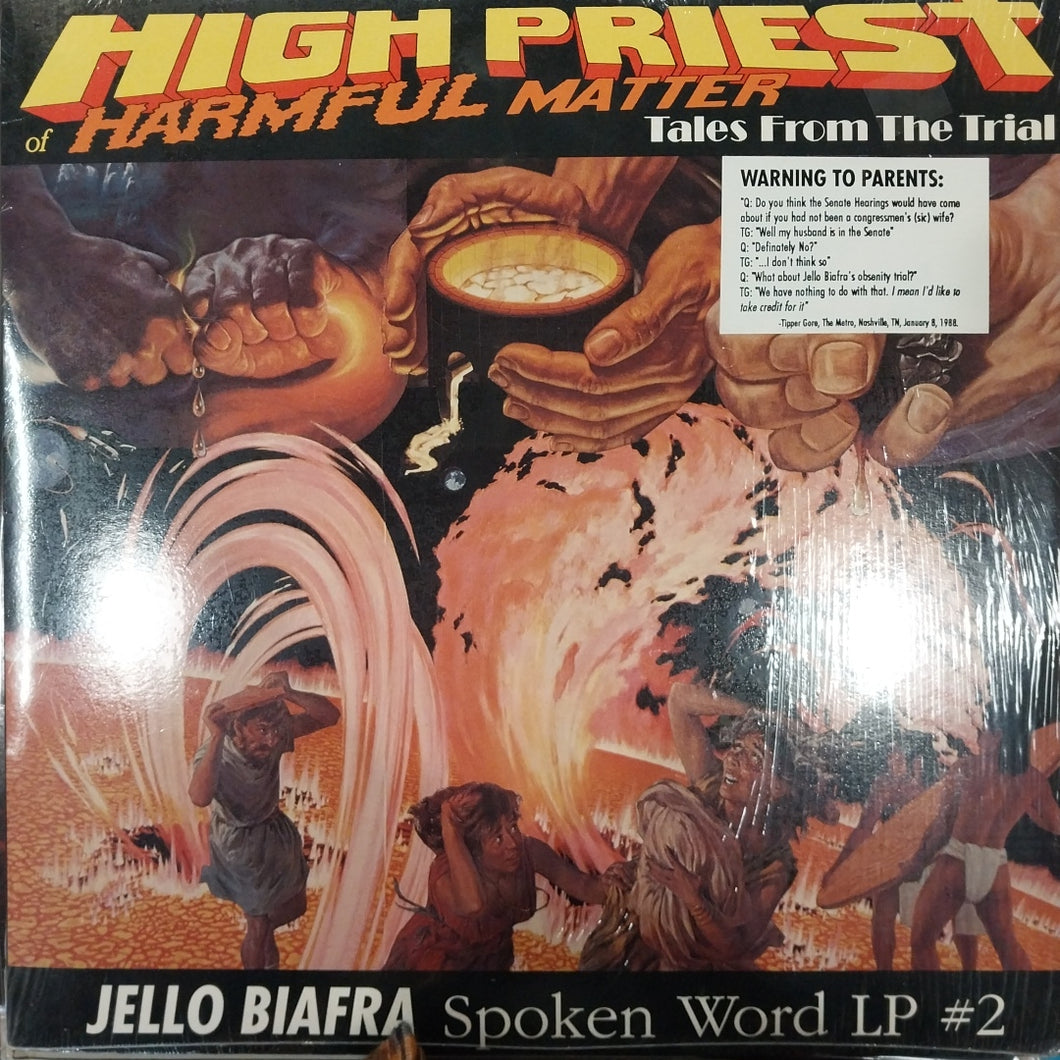 HIGH PRIEST
of HARMFUL MATTER
Tales From The Trial
WARNING TO PARENTS:
"Q: Do you think the Senate Hearings would have come
about if you had not been a congressmen's (sic) wife?
TG: "Well my husband is in the Senate"
Q: "Definately No?"
TG: "...I don't think so"
Q: "What about Jello Biafra's obsenity trial?"
TG: "We have nothing to do with that. I mean I'd like to
take credit for it"
-Tipper Gore, The Metro, Nashville, TN, January 8, 1988.
JELLO BIAFRA Spoken Word LP #2